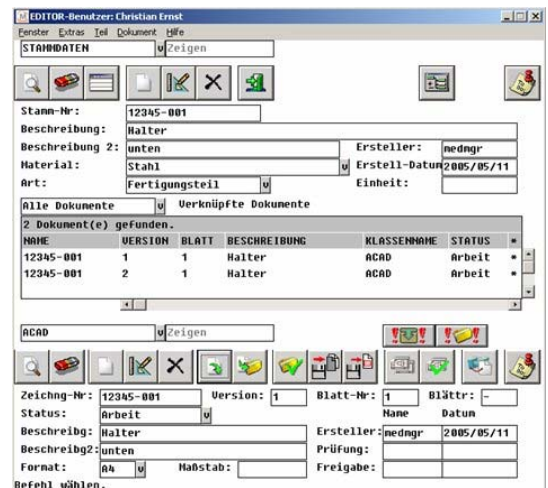 EDITOR-Benutzer: Christian Ernst
Fenster Extras Teil Dokument Hilfe
STAMMDATEN Zeigen
Stamm-Nr: 12345-001
Beschreibung: Halter
Beschreibung 2: unten Ersteller: medmgr
Material: Stahl Erstell-Datum 2005/05/11
Art: Fertigungsteil Einheit:
Alle Dokumente Verknüpfte Dokumente
2 Dokument(e) gefunden.
NAME VERSION BLATT BESCHREIBUNG KLASSENNAME STATUS *
12345-001 1 1 Halter ACAD Arbeit *
12345-001 2 1 Halter ACAD Arbeit *
ACAD Zeigen
Zeichng-Nr: 12345-001 Version: 1 Blatt-Nr: 1 Blättr: -
Status: Arbeit Name Datum
Beschreibg: Halter Ersteller: medmgr 2005/05/11
Beschreibg2: unten Prüfung:
Format: A4 Maßstab: Freigabe:
Befehl wählen.